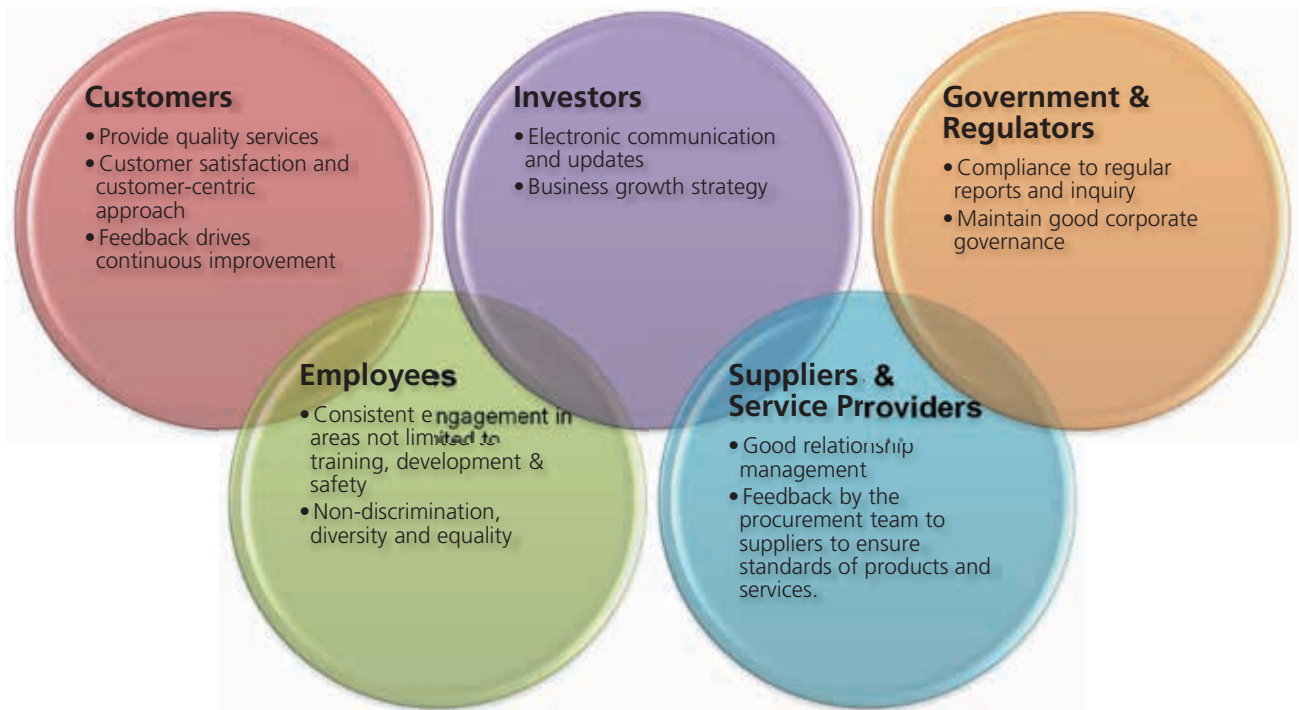 Customers
• Provide quality services
• Customer satisfaction and
customer-centric
approach
• Feedback drives
continuous improvement
Investors
• Electronic communication
and updates
• Business growth strategy
Government &
Regulators
• Compliance to regular
reports and inquiry
• Maintain good corporate
governance
Employees
• Consistent engagement in
areas not limited to
training, development &
safety
• Non-discrimination,
diversity and equality
Suppliers &
Service Prroviders
• Good relationship
management
• Feedback by the
procurement team to
suppliers to ensure
standards of products and
services.